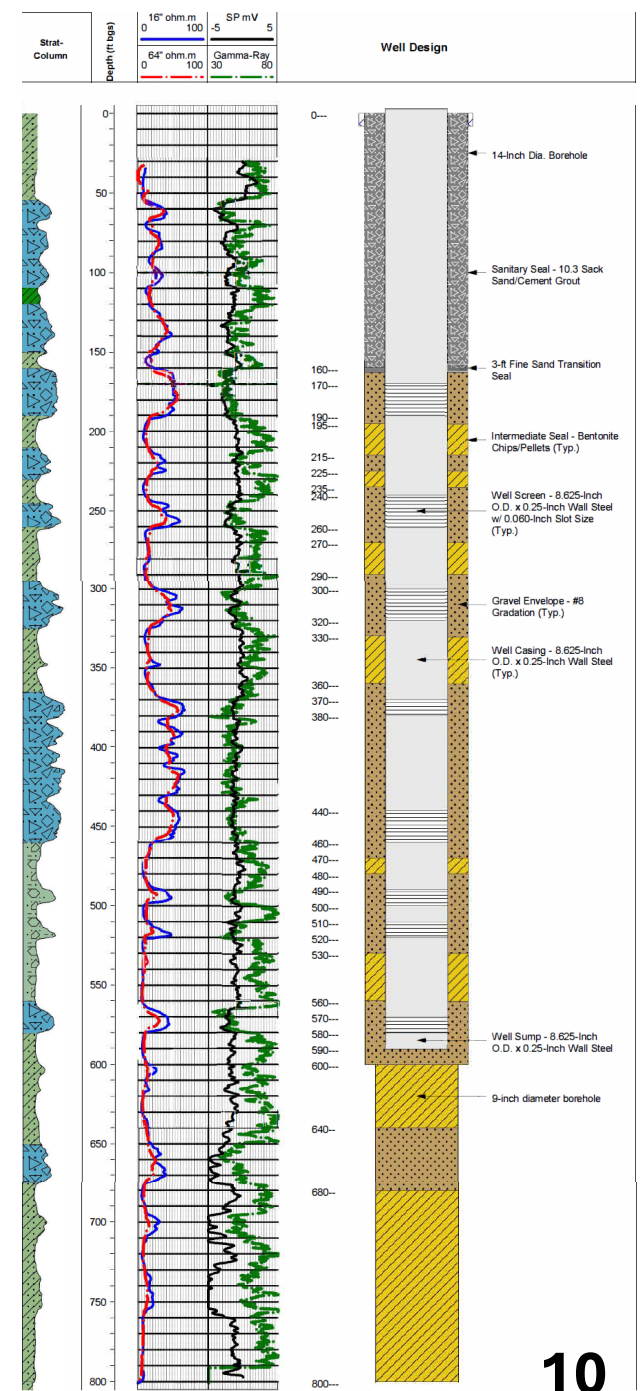 Strat-
Column
Depth (ft bgs)
16" ohm.m
0 100
64" ohm.m
0 100
SP mV
-5 5
Gamma-Ray
30 80
Well Design
0
50
100
150
200
250
300
350
400
450
500
550
600
650
700
750
800
0---
160---
170---
190---
195---
215---
225---
235---
240---
260---
270---
290---
300---
320---
330---
360---
370---
380---
440---
460---
470---
480---
490---
500---
510---
520---
530---
560---
570---
580---
590---
600---
640--
680--
800---
14-Inch Dia. Borehole
Sanitary Seal - 10.3 Sack
Sand/Cement Grout
3-ft Fine Sand Transition
Seal
Intermediate Seal - Bentonite
Chips/Pellets (Typ.)
Well Screen - 8.625-Inch
O.D. x 0.25-Inch Wall Steel
w/ 0.060-Inch Slot Size
(Typ.)
Gravel Envelope - #8
Gradation (Typ.)
Well Casing - 8.625-Inch
O.D. x 0.25-Inch Wall Steel
(Typ.)
Well Sump - 8.625-Inch
O.D. x 0.25-Inch Wall Steel
9-inch diameter borehole
10